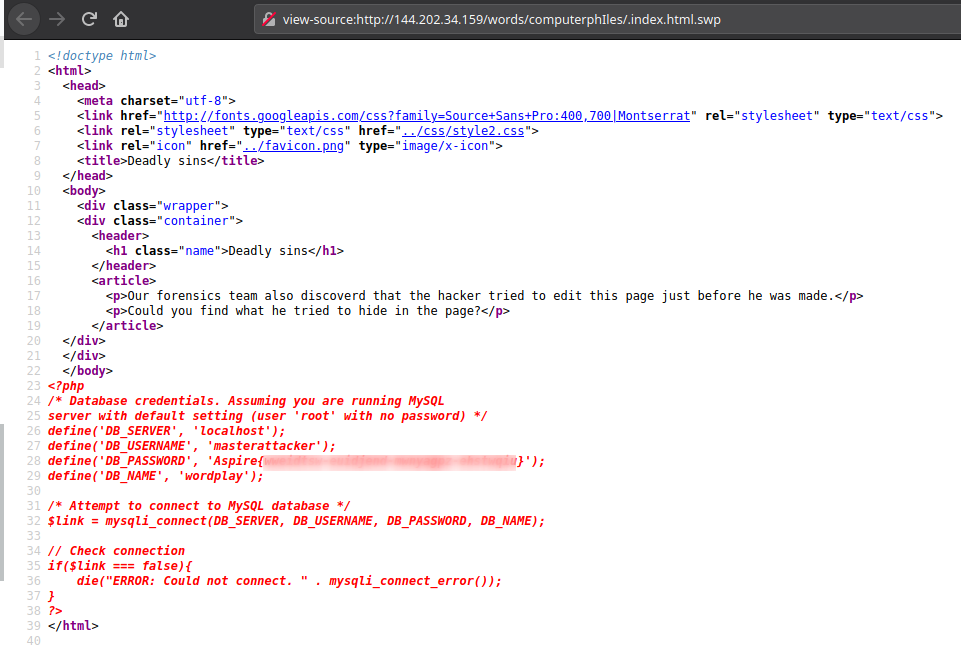 view-source:http://144.202.34.159/words/computerphIles/.index.html.swp
1 <!doctype html>
2 <html>
3 <head>
4 <meta charset="utf-8">
5 <link href="http://fonts.googleapis.com/css?family=Source+Sans+Pro:400,700|Montserrat" rel="stylesheet" type="text/css">
6 <link rel="stylesheet" type="text/css" href="../css/style2.css">
7 <link rel="icon" href="../favicon.png" type="image/x-icon">
8 <title>Deadly sins</title>
9 </head>
10 <body>
11 <div class="wrapper">
12 <div class="container">
13 <header>
14 <h1 class="name">Deadly sins</h1>
15 </header>
16 <article>
17 <p>Our forensics team also discoverd that the hacker tried to edit this page just before he was made.</p>
18 <p>Could you find what he tried to hide in the page?</p>
19 </article>
20 </div>
21 </div>
22 </body>
23 <?php
24 /* Database credentials. Assuming you are running MySQL
25 server with default setting (user 'root' with no password) */
26 define('DB_SERVER', 'localhost');
27 define('DB_USERNAME', 'masterattacker');
28 define('DB_PASSWORD', 'Aspire{}');
29 define('DB_NAME', 'wordplay');
30
31 /* Attempt to connect to MySQL database */
32 $link = mysqli_connect(DB_SERVER, DB_USERNAME, DB_PASSWORD, DB_NAME);
33
34 // Check connection
35 if($link === false){
36 die("ERROR: Could not connect. " . mysqli_connect_error());
37 }
38 ?>
39 </html>
40